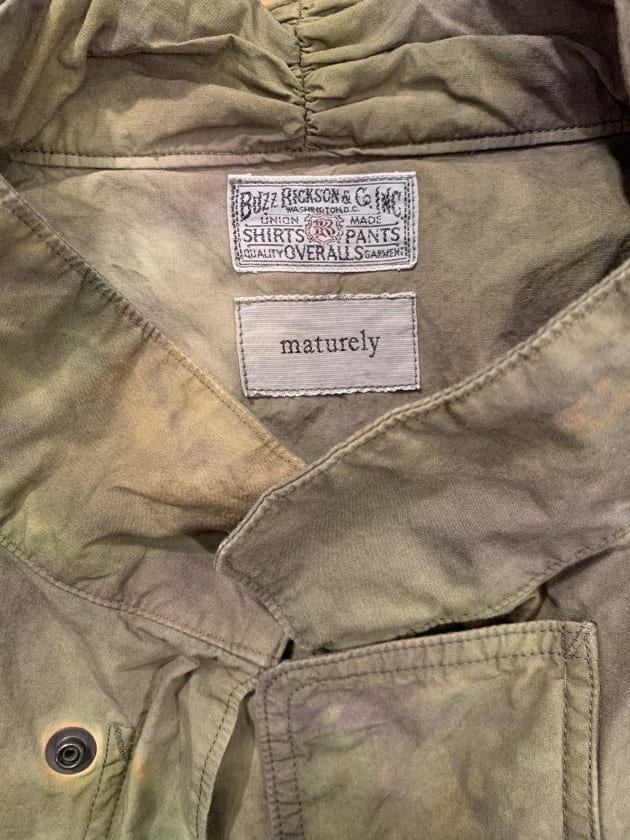 BUZZ RICKSON & Co. INC
WASHINGTON, D.C.
UNION MADE
SHIRTS PANTS
QUALITY OVERALLS GARMENT
maturely